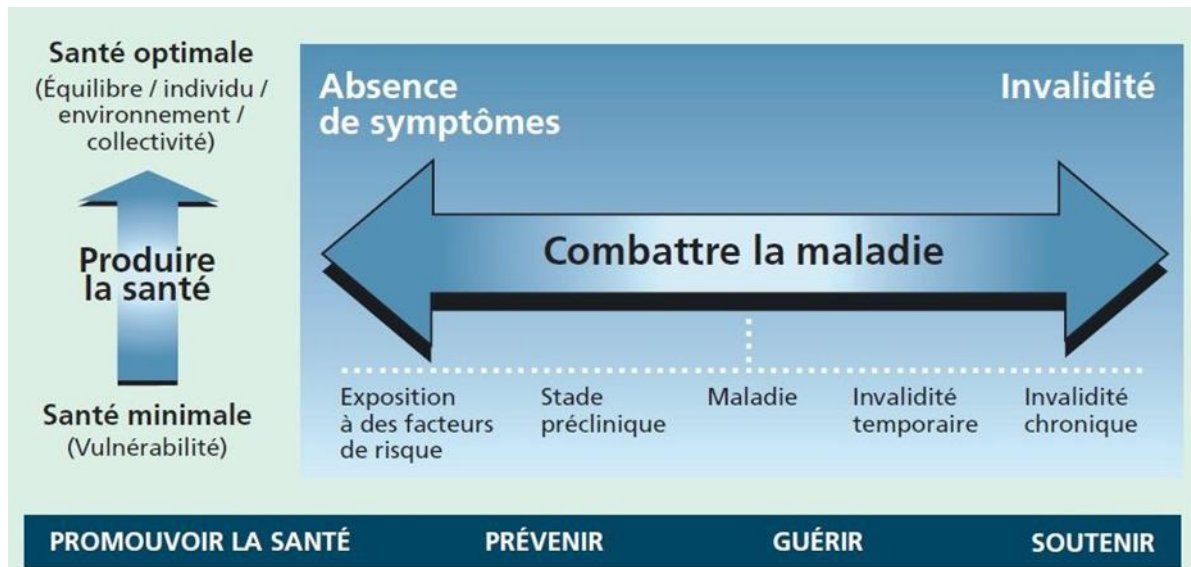 Santé optimale
(Équilibre / individu /
environnement /
collectivité)
Produire
la santé
Santé minimale
(Vulnérabilité)
Absence
de symptômes
Invalidité
Combattre la maladie
Exposition
à des facteurs
de risque
Stade
préclinique
Maladie
Invalidité
temporaire
Invalidité
chronique
PROMOUVOIR LA SANTÉ PRÉVENIR GUÉRIR SOUTENIR